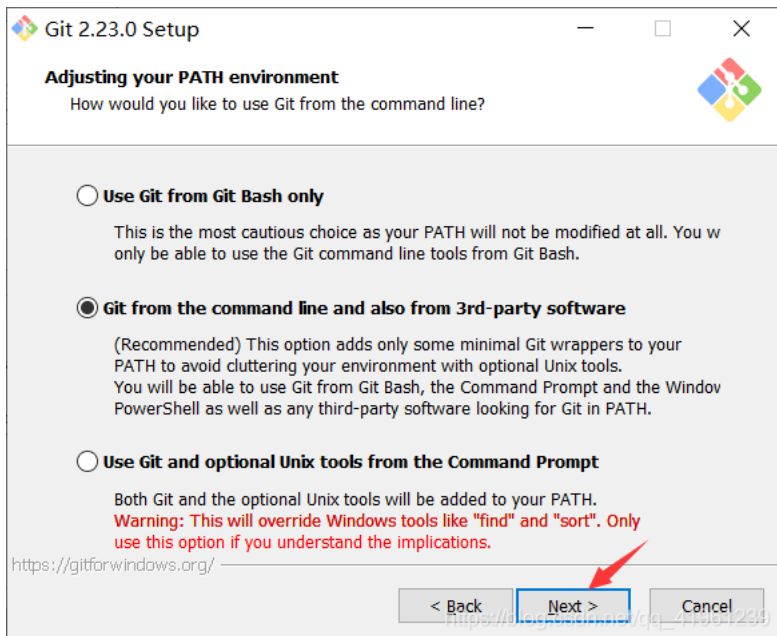 Git 2.23.0 Setup
Adjusting your PATH environment
How would you like to use Git from the command line?
Use Git from Git Bash only
This is the most cautious choice as your PATH will not be modified at all. You w
only be able to use the Git command line tools from Git Bash.
Git from the command line and also from 3rd-party software
(Recommended) This option adds only some minimal Git wrappers to your
PATH to avoid cluttering your environment with optional Unix tools.
You will be able to use Git from Git Bash, the Command Prompt and the Window
PowerShell as well as any third-party software looking for Git in PATH.
Use Git and optional Unix tools from the Command Prompt
Both Git and the optional Unix tools will be added to your PATH.
Warning: This will override Windows tools like "find" and "sort". Only
use this option if you understand the implications.
https://gitforwindows.org/
< Back
Next >
Cancel